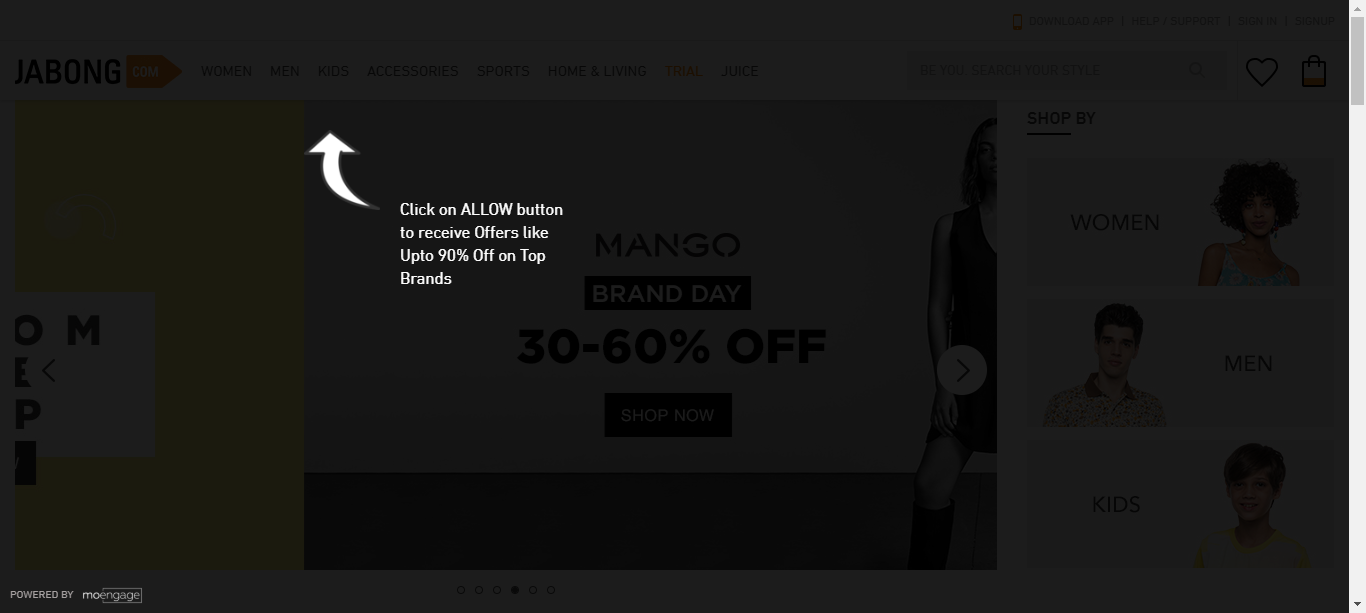 DOWNLOAD APP | HELP / SUPPORT | SIGN IN | SIGNUP
JABONG COM WOMEN MEN KIDS ACCESSORIES SPORTS HOME & LIVING TRIAL JUICE BE YOU. SEARCH YOUR STYLE
SHOP BY
Click on ALLOW button
to receive Offers like
Upto 90% Off on Top
Brands
MANGO
BRAND DAY
30-60% OFF
SHOP NOW
O M
E
P
WOMEN
MEN
KIDS
POWERED BY moengage